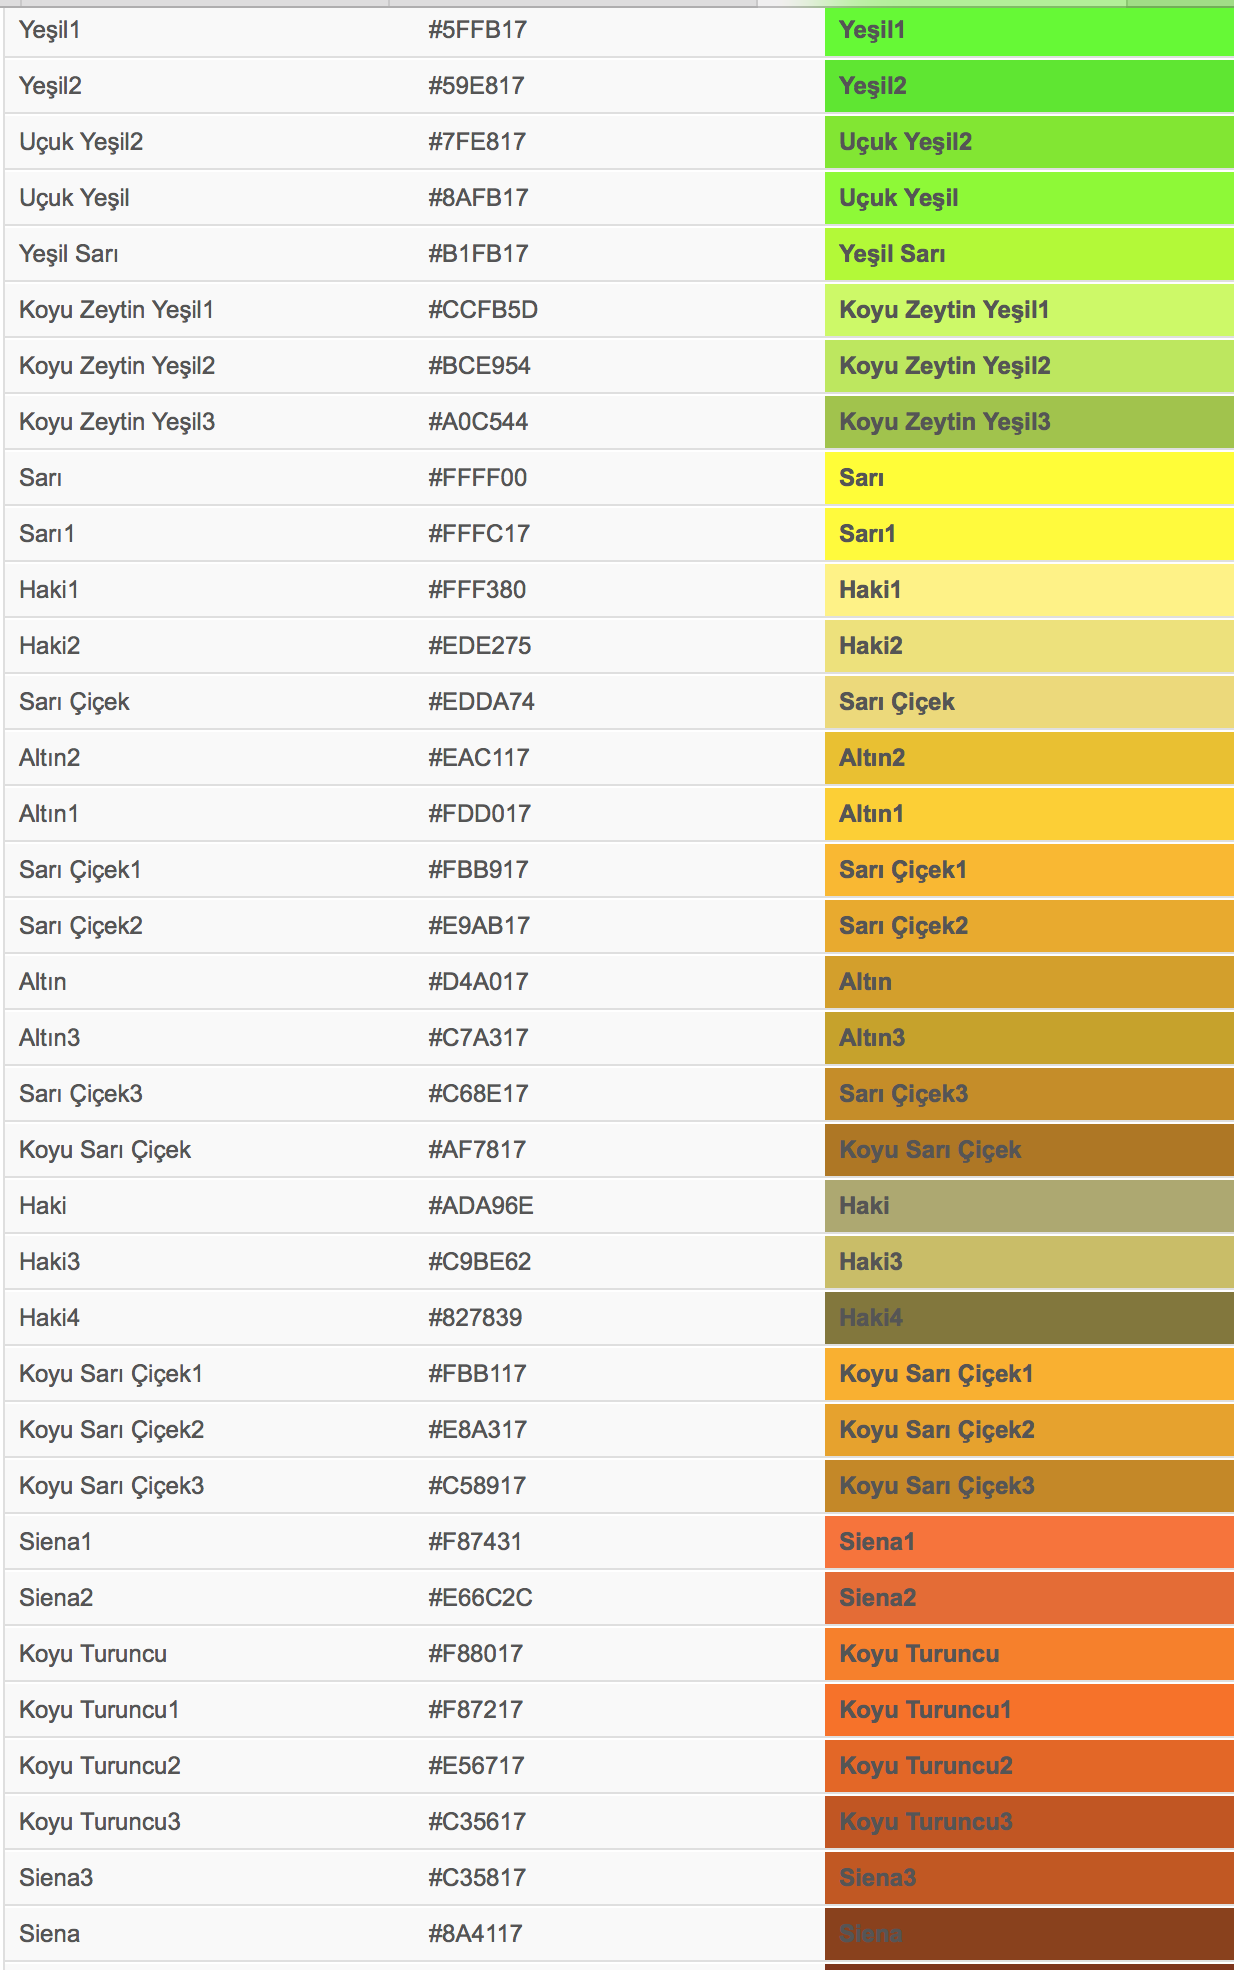 Yeşil1 #5FFB17 Yeşil1
Yeşil2 #59E817 Yeşil2
Uçuk Yeşil2 #7FE817 Uçuk Yeşil2
Uçuk Yeşil #8AFB17 Uçuk Yeşil
Yeşil Sarı #B1FB17 Yeşil Sarı
Koyu Zeytin Yeşil1 #CCFB5D Koyu Zeytin Yeşil1
Koyu Zeytin Yeşil2 #BCE954 Koyu Zeytin Yeşil2
Koyu Zeytin Yeşil3 #A0C544 Koyu Zeytin Yeşil3
Sarı #FFFF00 Sarı
Sarı1 #FFFC17 Sarı1
Haki1 #FFF380 Haki1
Haki2 #EDE275 Haki2
Sarı Çiçek #EDDA74 Sarı Çiçek
Altın2 #EAC117 Altın2
Altın1 #FDD017 Altın1
Sarı Çiçek1 #FBB917 Sarı Çiçek1
Sarı Çiçek2 #E9AB17 Sarı Çiçek2
Altın #D4A017 Altın
Altın3 #C7A317 Altın3
Sarı Çiçek3 #C68E17 Sarı Çiçek3
Koyu Sarı Çiçek #AF7817 Koyu Sarı Çiçek
Haki #ADA96E Haki
Haki3 #C9BE62 Haki3
Haki4 #827839 Haki4
Koyu Sarı Çiçek1 #FBB117 Koyu Sarı Çiçek1
Koyu Sarı Çiçek2 #E8A317 Koyu Sarı Çiçek2
Koyu Sarı Çiçek3 #C58917 Koyu Sarı Çiçek3
Siena1 #F87431 Siena1
Siena2 #E66C2C Siena2
Koyu Turuncu #F88017 Koyu Turuncu
Koyu Turuncu1 #F87217 Koyu Turuncu1
Koyu Turuncu2 #E56717 Koyu Turuncu2
Koyu Turuncu3 #C35617 Koyu Turuncu3
Siena3 #C35817 Siena3
Siena #8A4117 Siena